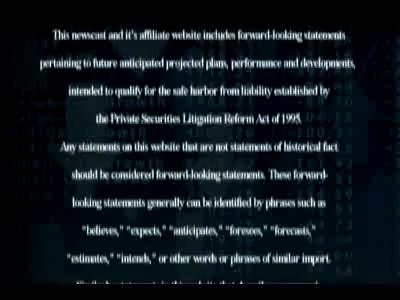 This newscast and it's affiliate website includes forward-looking statements
pertaining to future anticipated projected plans, performance and developments,
intended to qualify for the safe harbor from liability established by
the Private Securities Litigation Reform Act of 1995.
Any statements on this website that are not statements of historical fact
should be considered forward-looking statements. These forward-
looking statements generally can be identified by phrases such as
"believes," "expects," "anticipates," "foresees," "forecasts,"
"estimates," "intends," or other words or phrases of similar import.